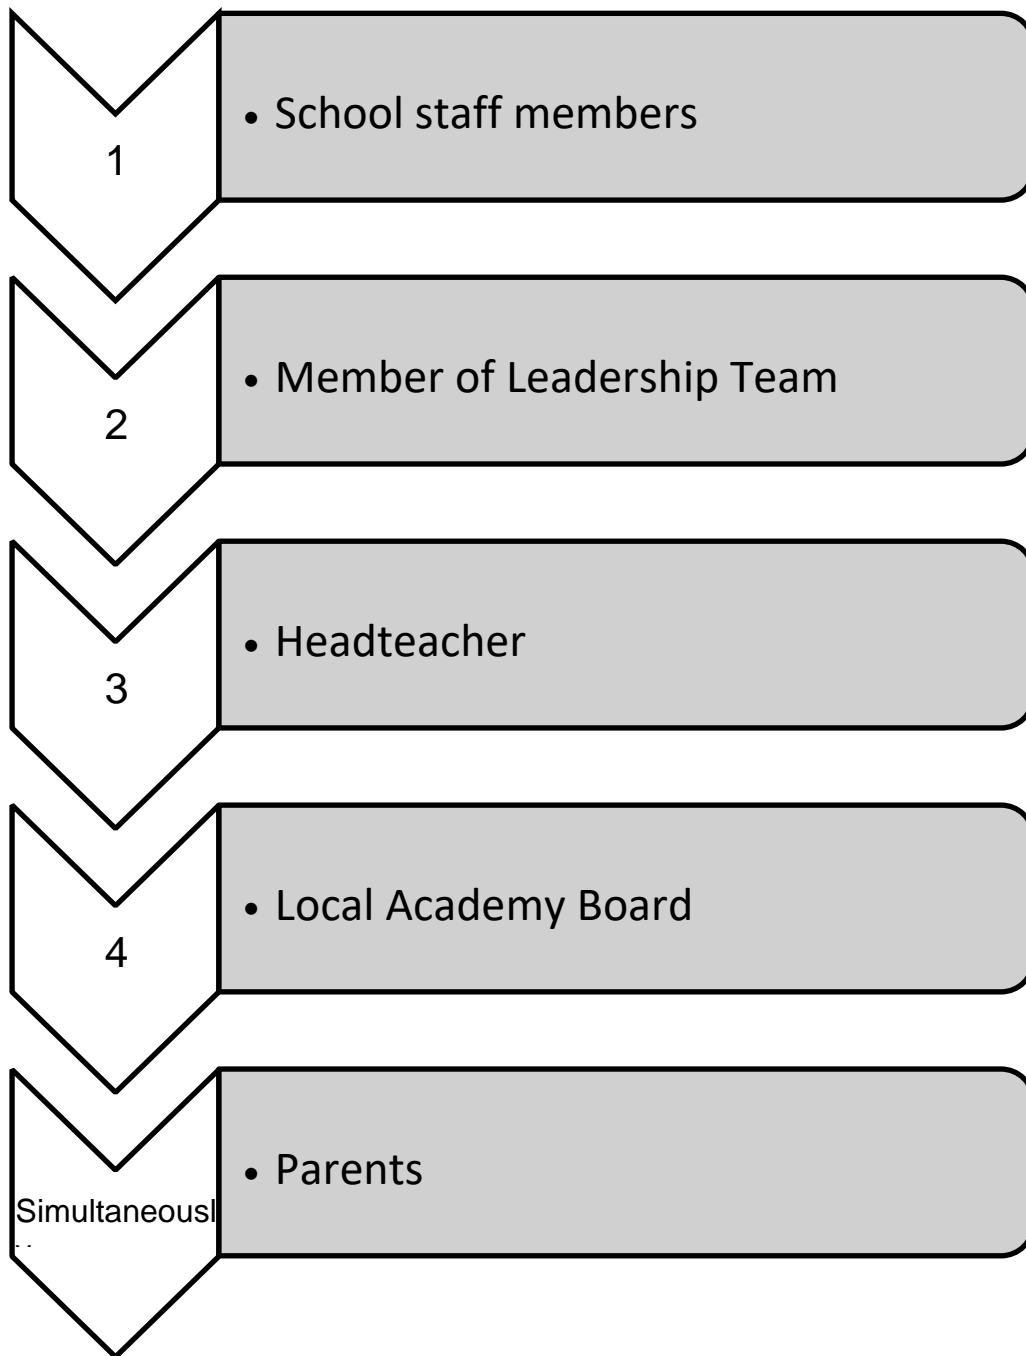 1
• School staff members
2
• Member of Leadership Team
3
• Headteacher
4
• Local Academy Board
Simultaneousl
• Parents